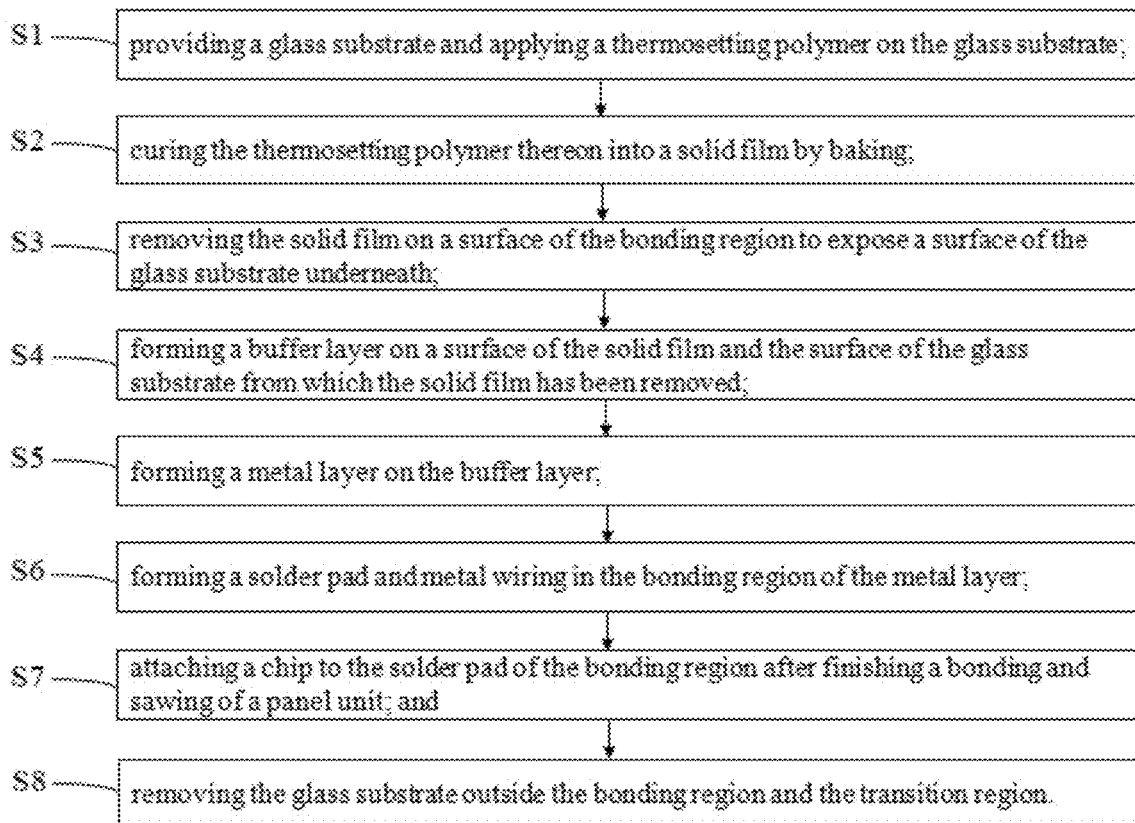 S1 providing a glass substrate and applying a thermosetting polymer on the glass substrate;
S2 curing the thermosetting polymer thereon into a solid film by baking;
S3 removing the solid film on a surface of the bonding region to expose a surface of the
glass substrate underneath;
S4 forming a buffer layer on a surface of the solid film and the surface of the glass
substrate from which the solid film has been removed;
S5 forming a metal layer on the buffer layer;
S6 forming a solder pad and metal wiring in the bonding region of the metal layer;
S7 attaching a chip to the solder pad of the bonding region after finishing a bonding and
sawing of a panel unit; and
S8 removing the glass substrate outside the bonding region and the transition region.